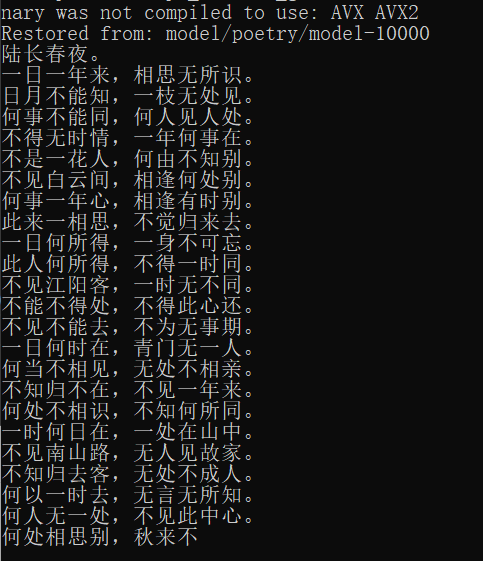 nary was not compiled to use: AVX AVX2
Restored from: model/poetry/model-10000
陆长春夜。
一日一年来，相思无所识。
日月不能知，一枝无处见。
何事不能同，何人见人处。
不得无时情，一年何事在。
不是一花人，何由不知别。
不见白云间，相逢何处别。
何事一年心，相逢有时别。
此来一相思，不觉归来去。
一日何所得，一身不可忘。
此人何所得，不得一时同。
不见江阳客，一时无不同。
不能不得处，不得此心还。
不见不能去，不为无事期。
一日何时在，青门无一人。
何当不相见，无处不相亲。
不知归不在，不见一年来。
何处不相识，不知何所同。
一时何日在，一处在山中。
不见南山路，无人见故家。
不知归去客，无处不成人。
何以一时去，无言无所知。
何人无一处，不见此中心。
何处相思别，秋来不